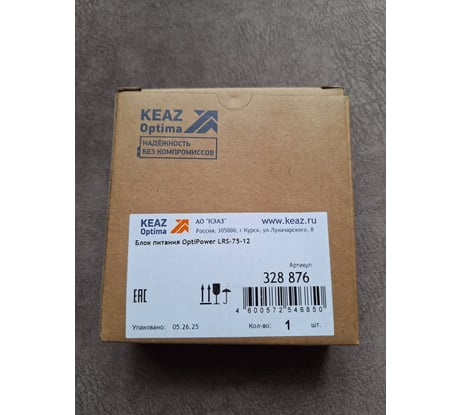 KEAZ
Optima
НАДЁЖНОСТЬ
БЕЗ КОМПРОМИССОВ
KEAZ
Optima
АО "КЭАЗ"
www.keaz.ru
Россия, 305000, г Курск, ул.Луначарского, 8
Блок питания OptiPower LRS-75-12
Артикул
328 876
EAC
4 600572 546850
Упаковано: 05.26.25
Кол-во: 1 шт.